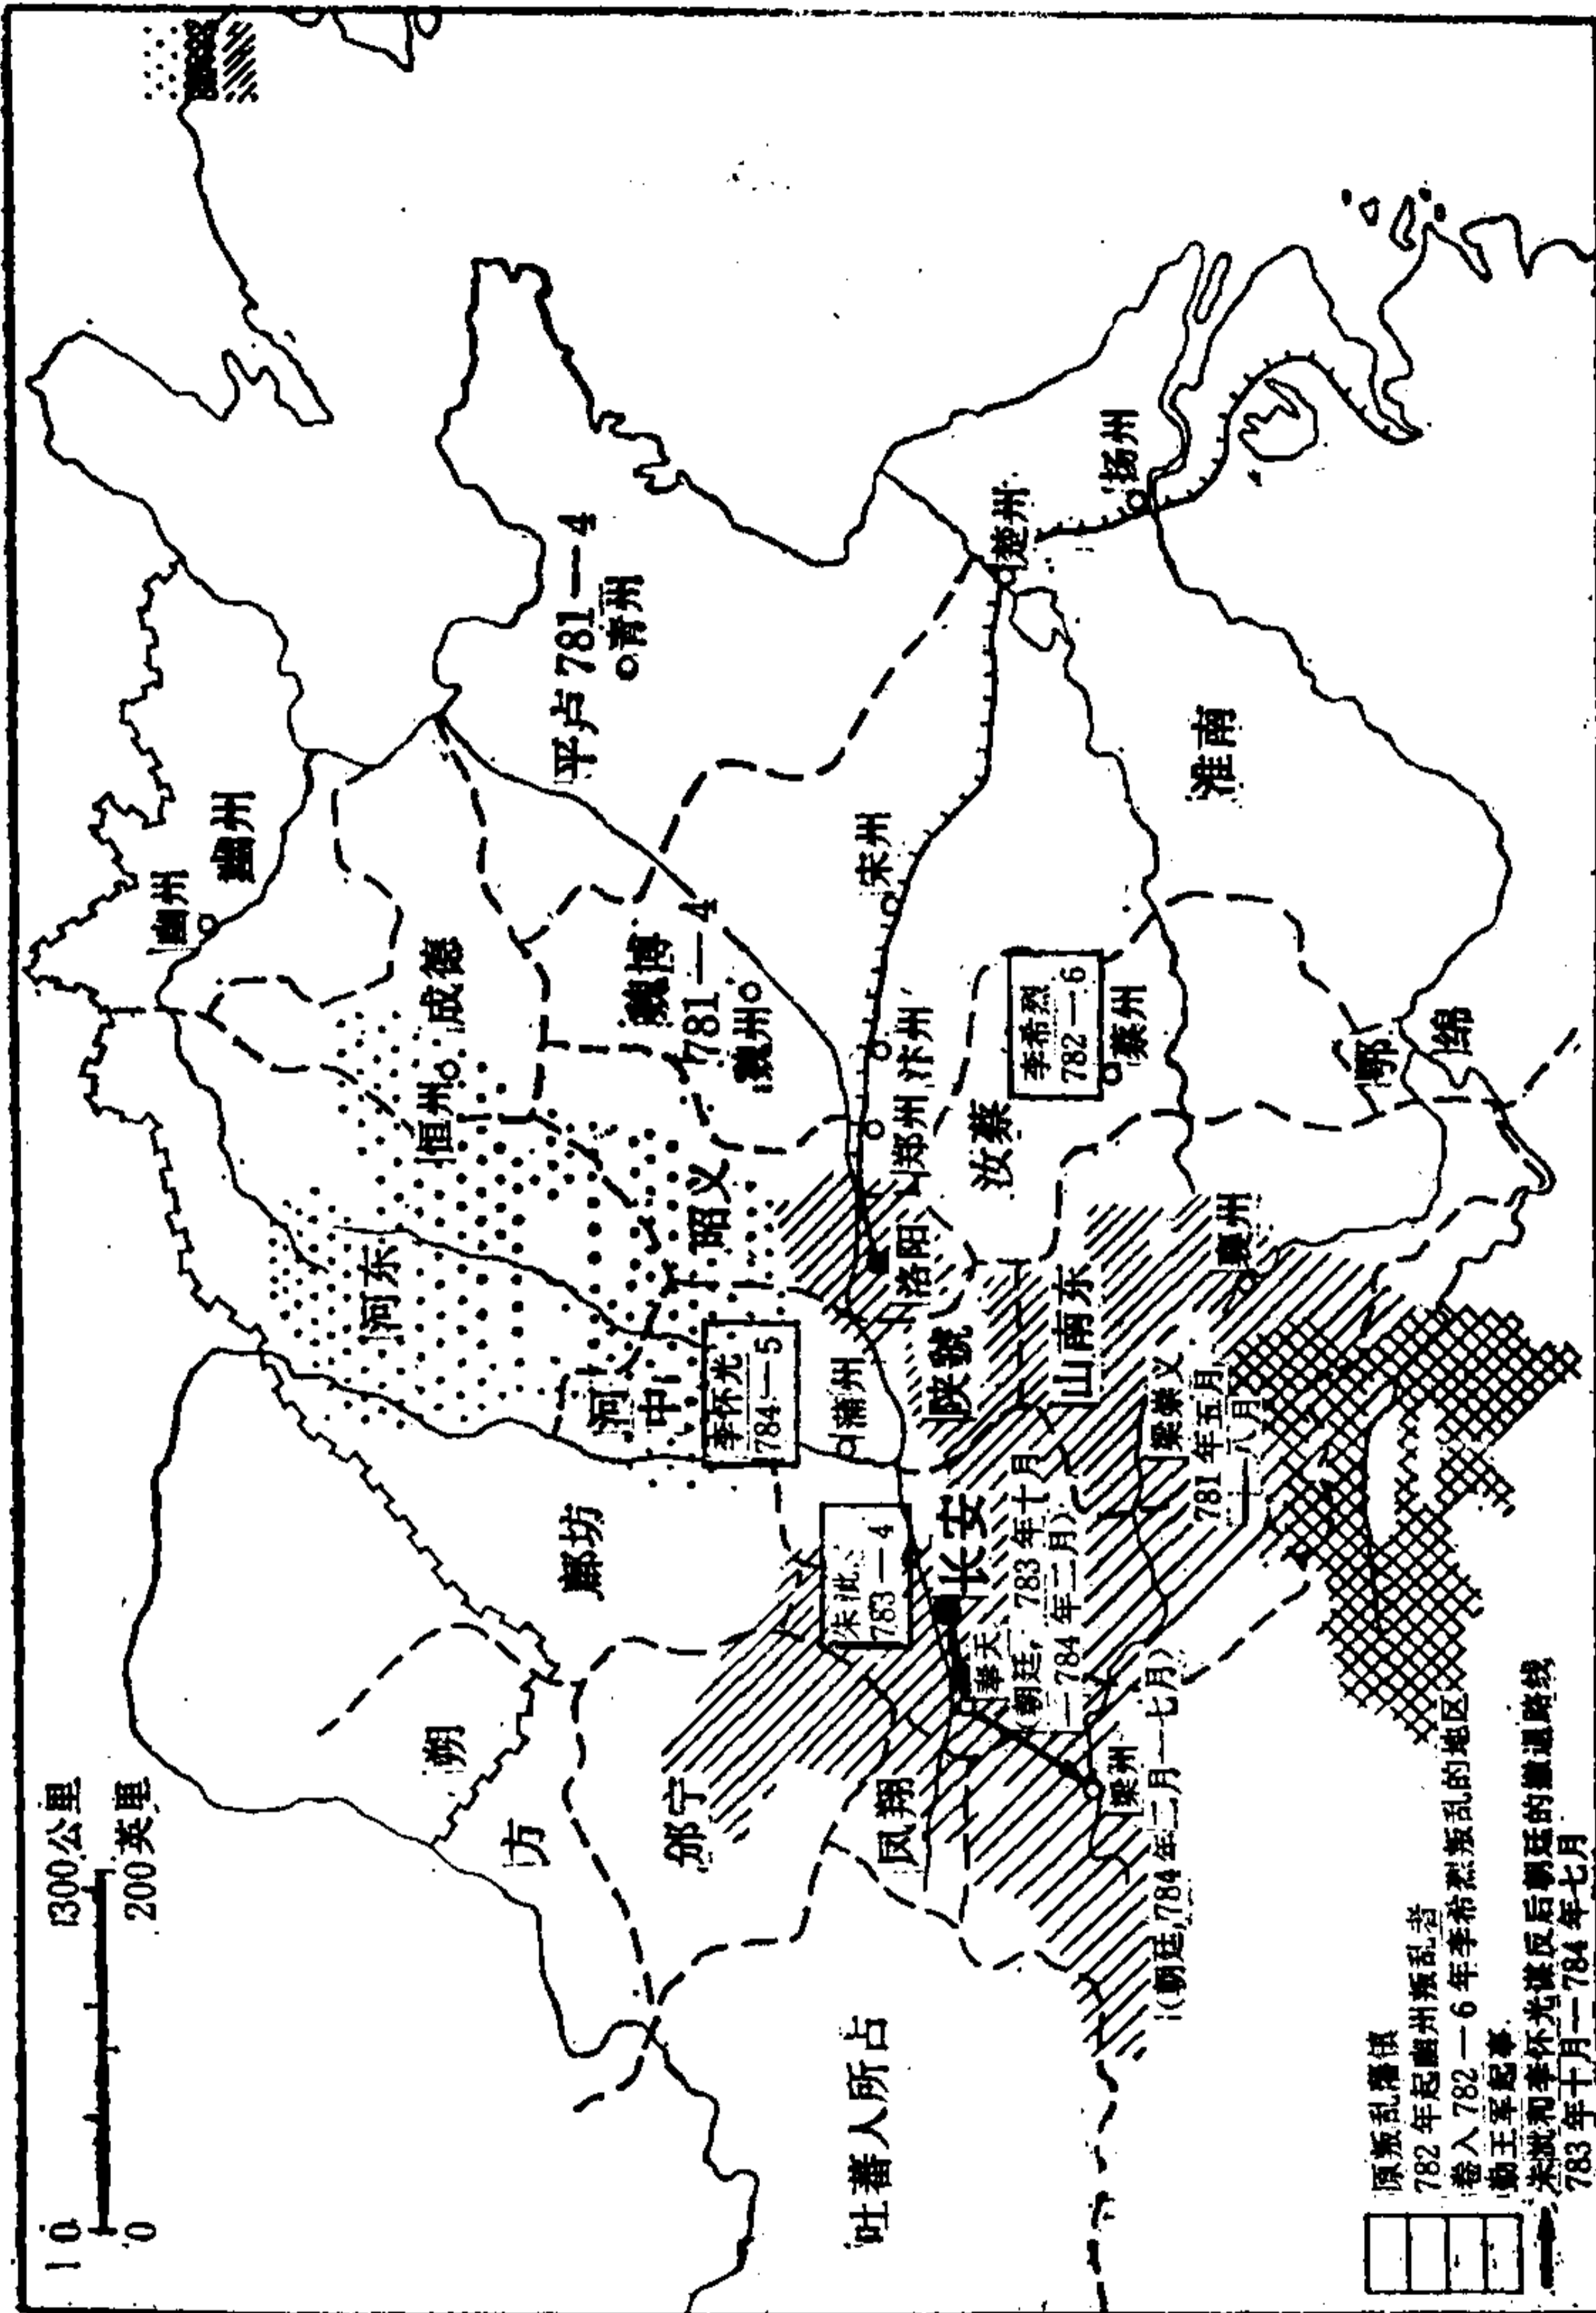 0
300公里
0
200英里
幽州
幽州
成德
恒州
平卢781—4
青州
魏博
781—4
魏州
河东
昭义
河
中
李怀光
784—5
蒲州
鄜坊
朔
方
邠宁
凤翔
朱泚
783—4
长安
奉天
(朝廷，783年十月
—784年二月)
梁州
(朝廷,784年二月—七月)
陕虢
洛阳
郑州
汴州
宋州
楚州
扬州
淮南
汝蔡
李希烈
782—6
蔡州
山南东
襄州
梁崇义
781年五月
—八月
鄂
吐蕃人所占
原叛乱藩镇
782年起幽州叛乱者
卷入782—6年李希烈叛乱的地区
勤王军起事
朱泚和李怀光谋反后朝廷的撤退路线
783年十月—784年七月